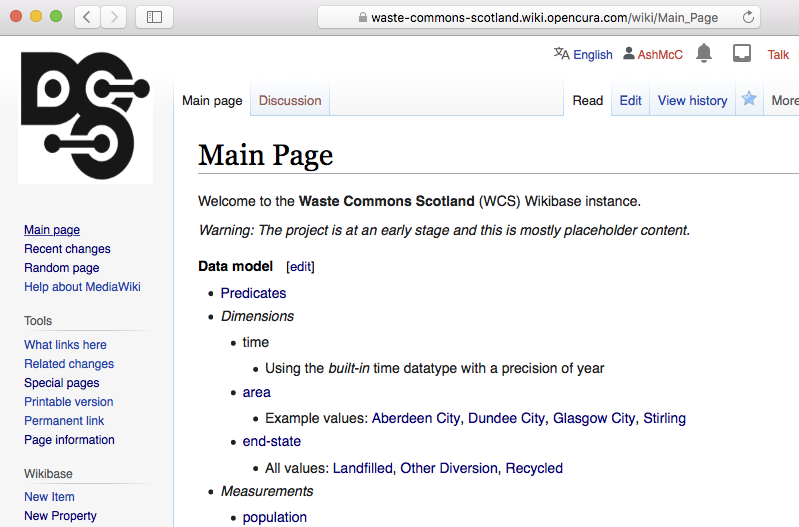 waste-commons-scotland.wiki.opencura.com/wiki/Main_Page
English AshMcC Talk
DCS
Main page Discussion Read Edit View history More
Main Page
Welcome to the Waste Commons Scotland (WCS) Wikibase instance.
Warning: The project is at an early stage and this is mostly placeholder content.
Data model [edit]
• Predicates
• Dimensions
• time
• Using the built-in time datatype with a precision of year
• area
• Example values: Aberdeen City, Dundee City, Glasgow City, Stirling
• end-state
• All values: Landfilled, Other Diversion, Recycled
• Measurements
• population
Main page
Recent changes
Random page
Help about MediaWiki
Tools
What links here
Related changes
Special pages
Printable version
Permanent link
Page information
Wikibase
New Item
New Property